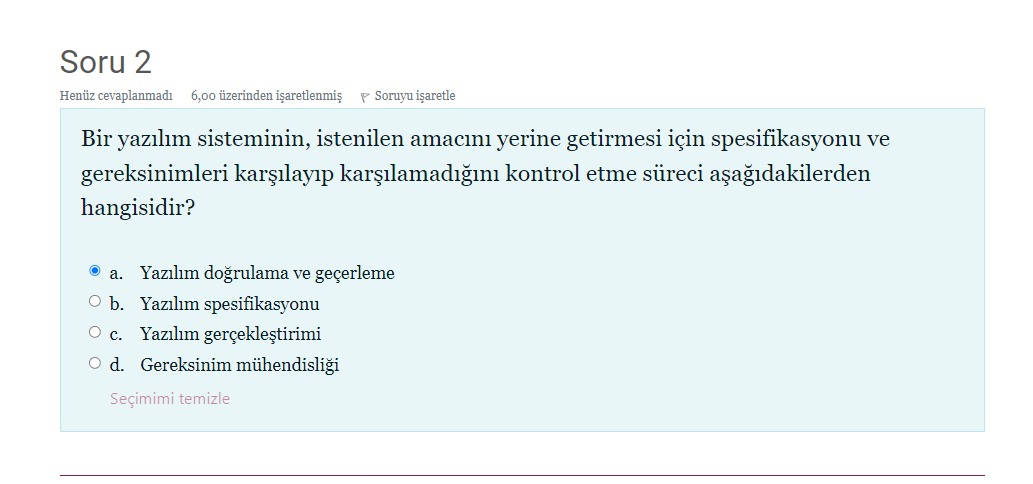 Soru 2
Henüz cevaplanmadı 6,00 üzerinden işaretlenmiş Soruyu işaretle
Bir yazılım sisteminin, istenilen amacını yerine getirmesi için spesifikasyonu ve
gereksinimleri karşılayıp karşılamadığını kontrol etme süreci aşağıdakilerden
hangisidir?
a. Yazılım doğrulama ve geçerleme
b. Yazılım spesifikasyonu
c. Yazılım gerçekleştirimi
d. Gereksinim mühendisliği
Seçimimi temizle